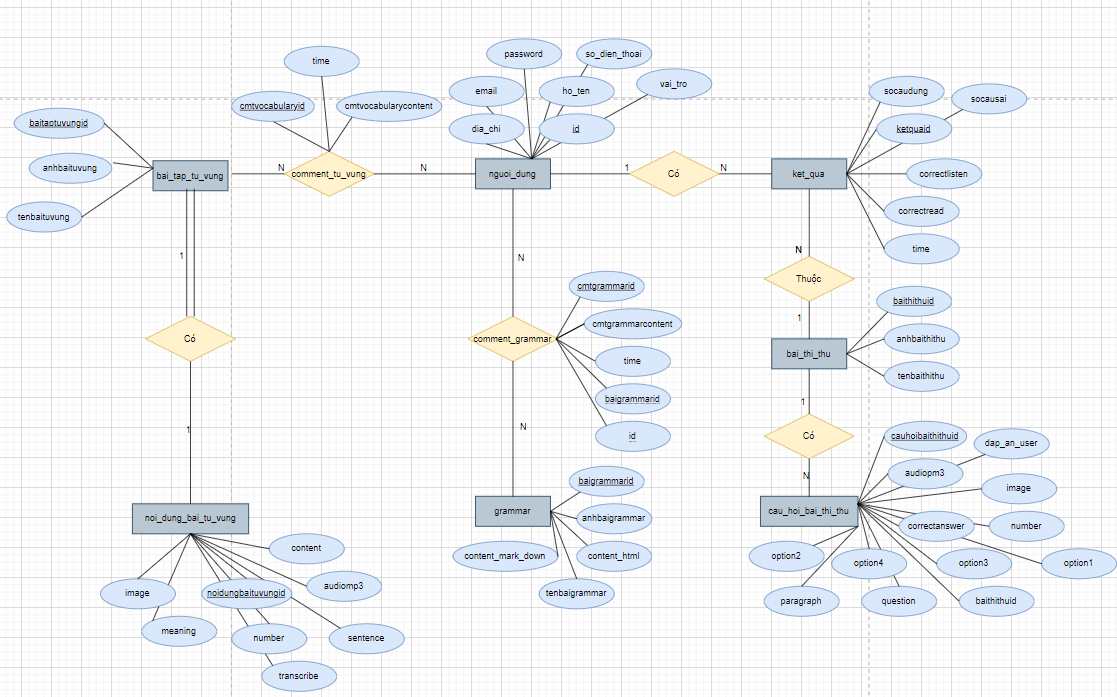 password
so_dien_thoai
time
email
ho_ten
vai_tro
socaudung
socausai
cmtvocabularyid
cmtvocabularycontent
baitaptuvungid
dia_chi
id
ketquaid
anhbaituvung
bai_tap_tu_vung
N
comment_tu_vung
N
nguoi_dung
1
Có
N
ket_qua
correctlisten
tenbaituvung
correctread
1
N
N
time
Thuộc
cmtgrammarid
baithithuid
cmtgrammarcontent
1
Có
comment_grammar
anhbaithithu
time
bai_thi_thu
tenbaithithu
baigrammarid
1
1
N
id
Có
cauhoibaithithuid
dap_an_user
N
audiopm3
baigrammarid
image
noi_dung_bai_tu_vung
grammar
anhbaigrammar
cau_hoi_bai_thi_thu
correctanswer
number
content
content_mark_down
content_html
option2
option4
option3
option1
image
noidungbaituvungid
audiomp3
tenbaigrammar
paragraph
question
baithithuid
meaning
number
sentence
transcribe